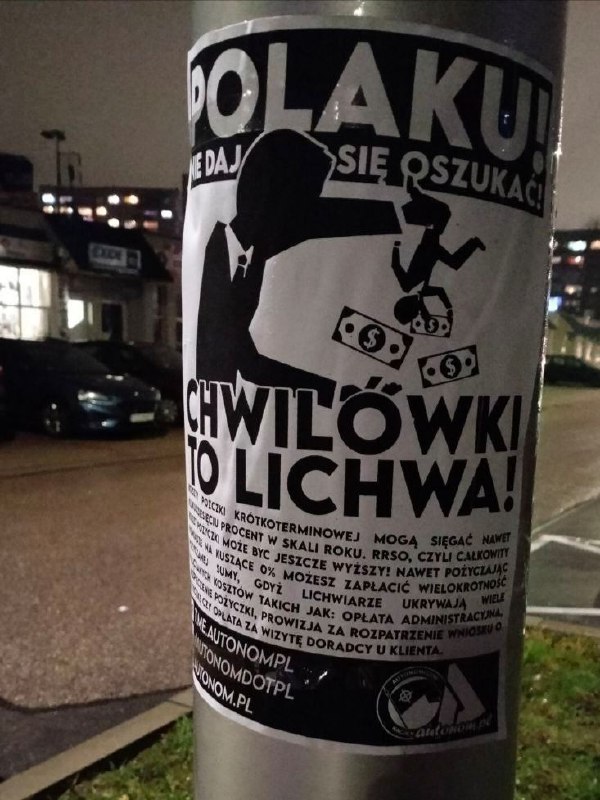 POLAKU!
NIE DAJ SIĘ OSZUKAĆ!
CHWILÓWKI
TO LICHWA!
KRÓTKOTERMINOWEJ MOGĄ SIĘGAĆ NAWET
PROCENT W SKALI ROKU. RRSO, CZYLI CAŁKOWITY
POŻYCZKI MOŻE BYĆ JESZCZE WYŻSZY! NAWET POŻYCZAJĄC
NA KUSZĄCE 0% MOŻESZ ZAPŁACIĆ WIELOKROTNOŚĆ
SUMY, GDYŻ LICHWIARZE UKRYWAJĄ WIELE
KOSZTÓW TAKICH JAK: OPŁATA ADMINISTRACYJNA,
POŻYCZKI, PROWIZJA ZA ROZPATRZENIE WNIOSKU O
CZY OPŁATA ZA WIZYTĘ DORADCY U KLIENTA.
ME.AUTONOMPL
AUTONOMDOTPL
AUTONOM.PL
autonom.pl